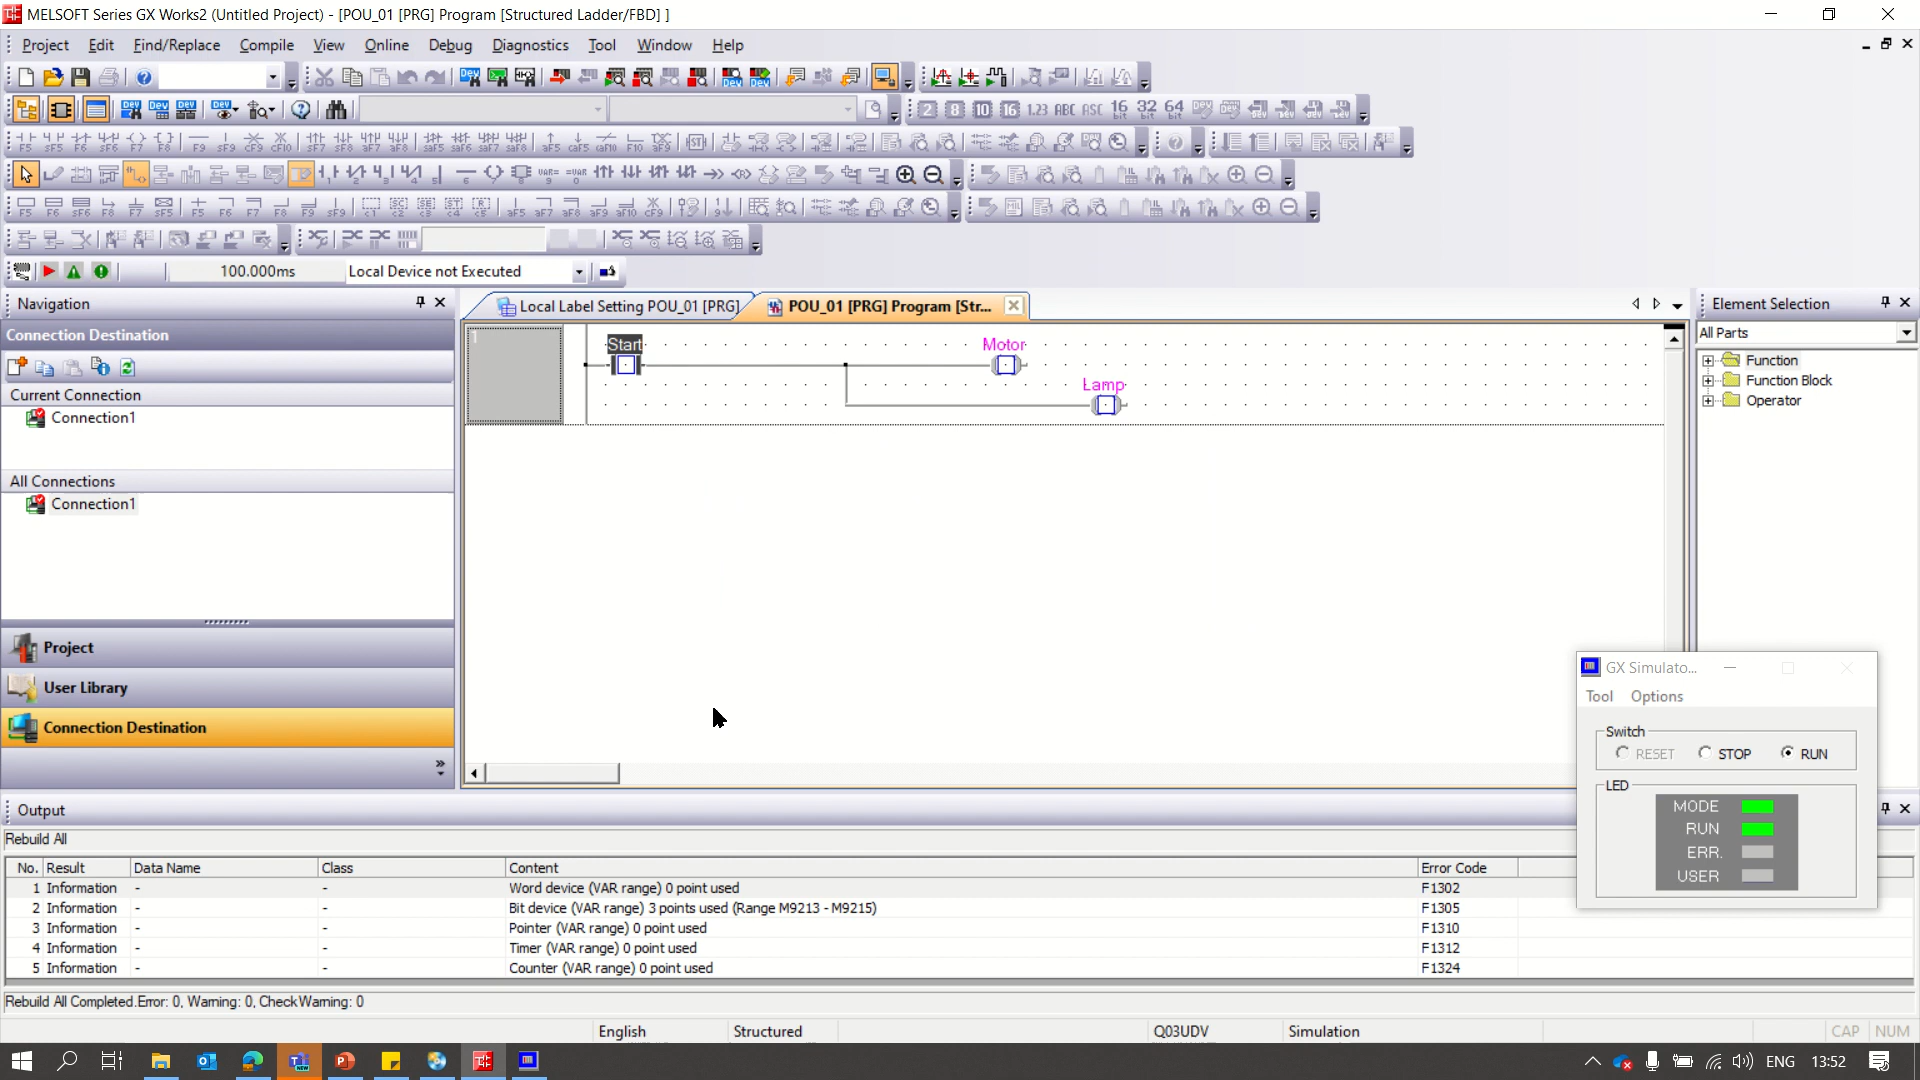 MELSOFT Series GX Works2 (Untitled Project) - [POU_01 [PRG] Program [Structured Ladder/FBD] ]
Project Edit Find/Replace Compile View Online Debug Diagnostics Tool Window Help
100.000ms Local Device not Executed
Navigation
Connection Destination
Current Connection
Connection1
All Connections
Connection1
Project
User Library
Connection Destination
Local Label Setting POU_01 [PRG]
POU_01 [PRG] Program [Str...
1
Start
Motor
Lamp
Element Selection
All Parts
Function
Function Block
Operator
GX Simulato...
Tool Options
Switch
RESET STOP RUN
LED
MODE
RUN
ERR.
USER
Output
Rebuild All
No. Result Data Name Class Content Error Code
1 Information - - Word device (VAR range) 0 point used F1302
2 Information - - Bit device (VAR range) 3 points used (Range M9213 - M9215) F1305
3 Information - - Pointer (VAR range) 0 point used F1310
4 Information - - Timer (VAR range) 0 point used F1312
5 Information - - Counter (VAR range) 0 point used F1324
Rebuild All Completed.Error: 0, Warning: 0, CheckWarning: 0
English Structured Q03UDV Simulation CAP NUM
ENG 13:52